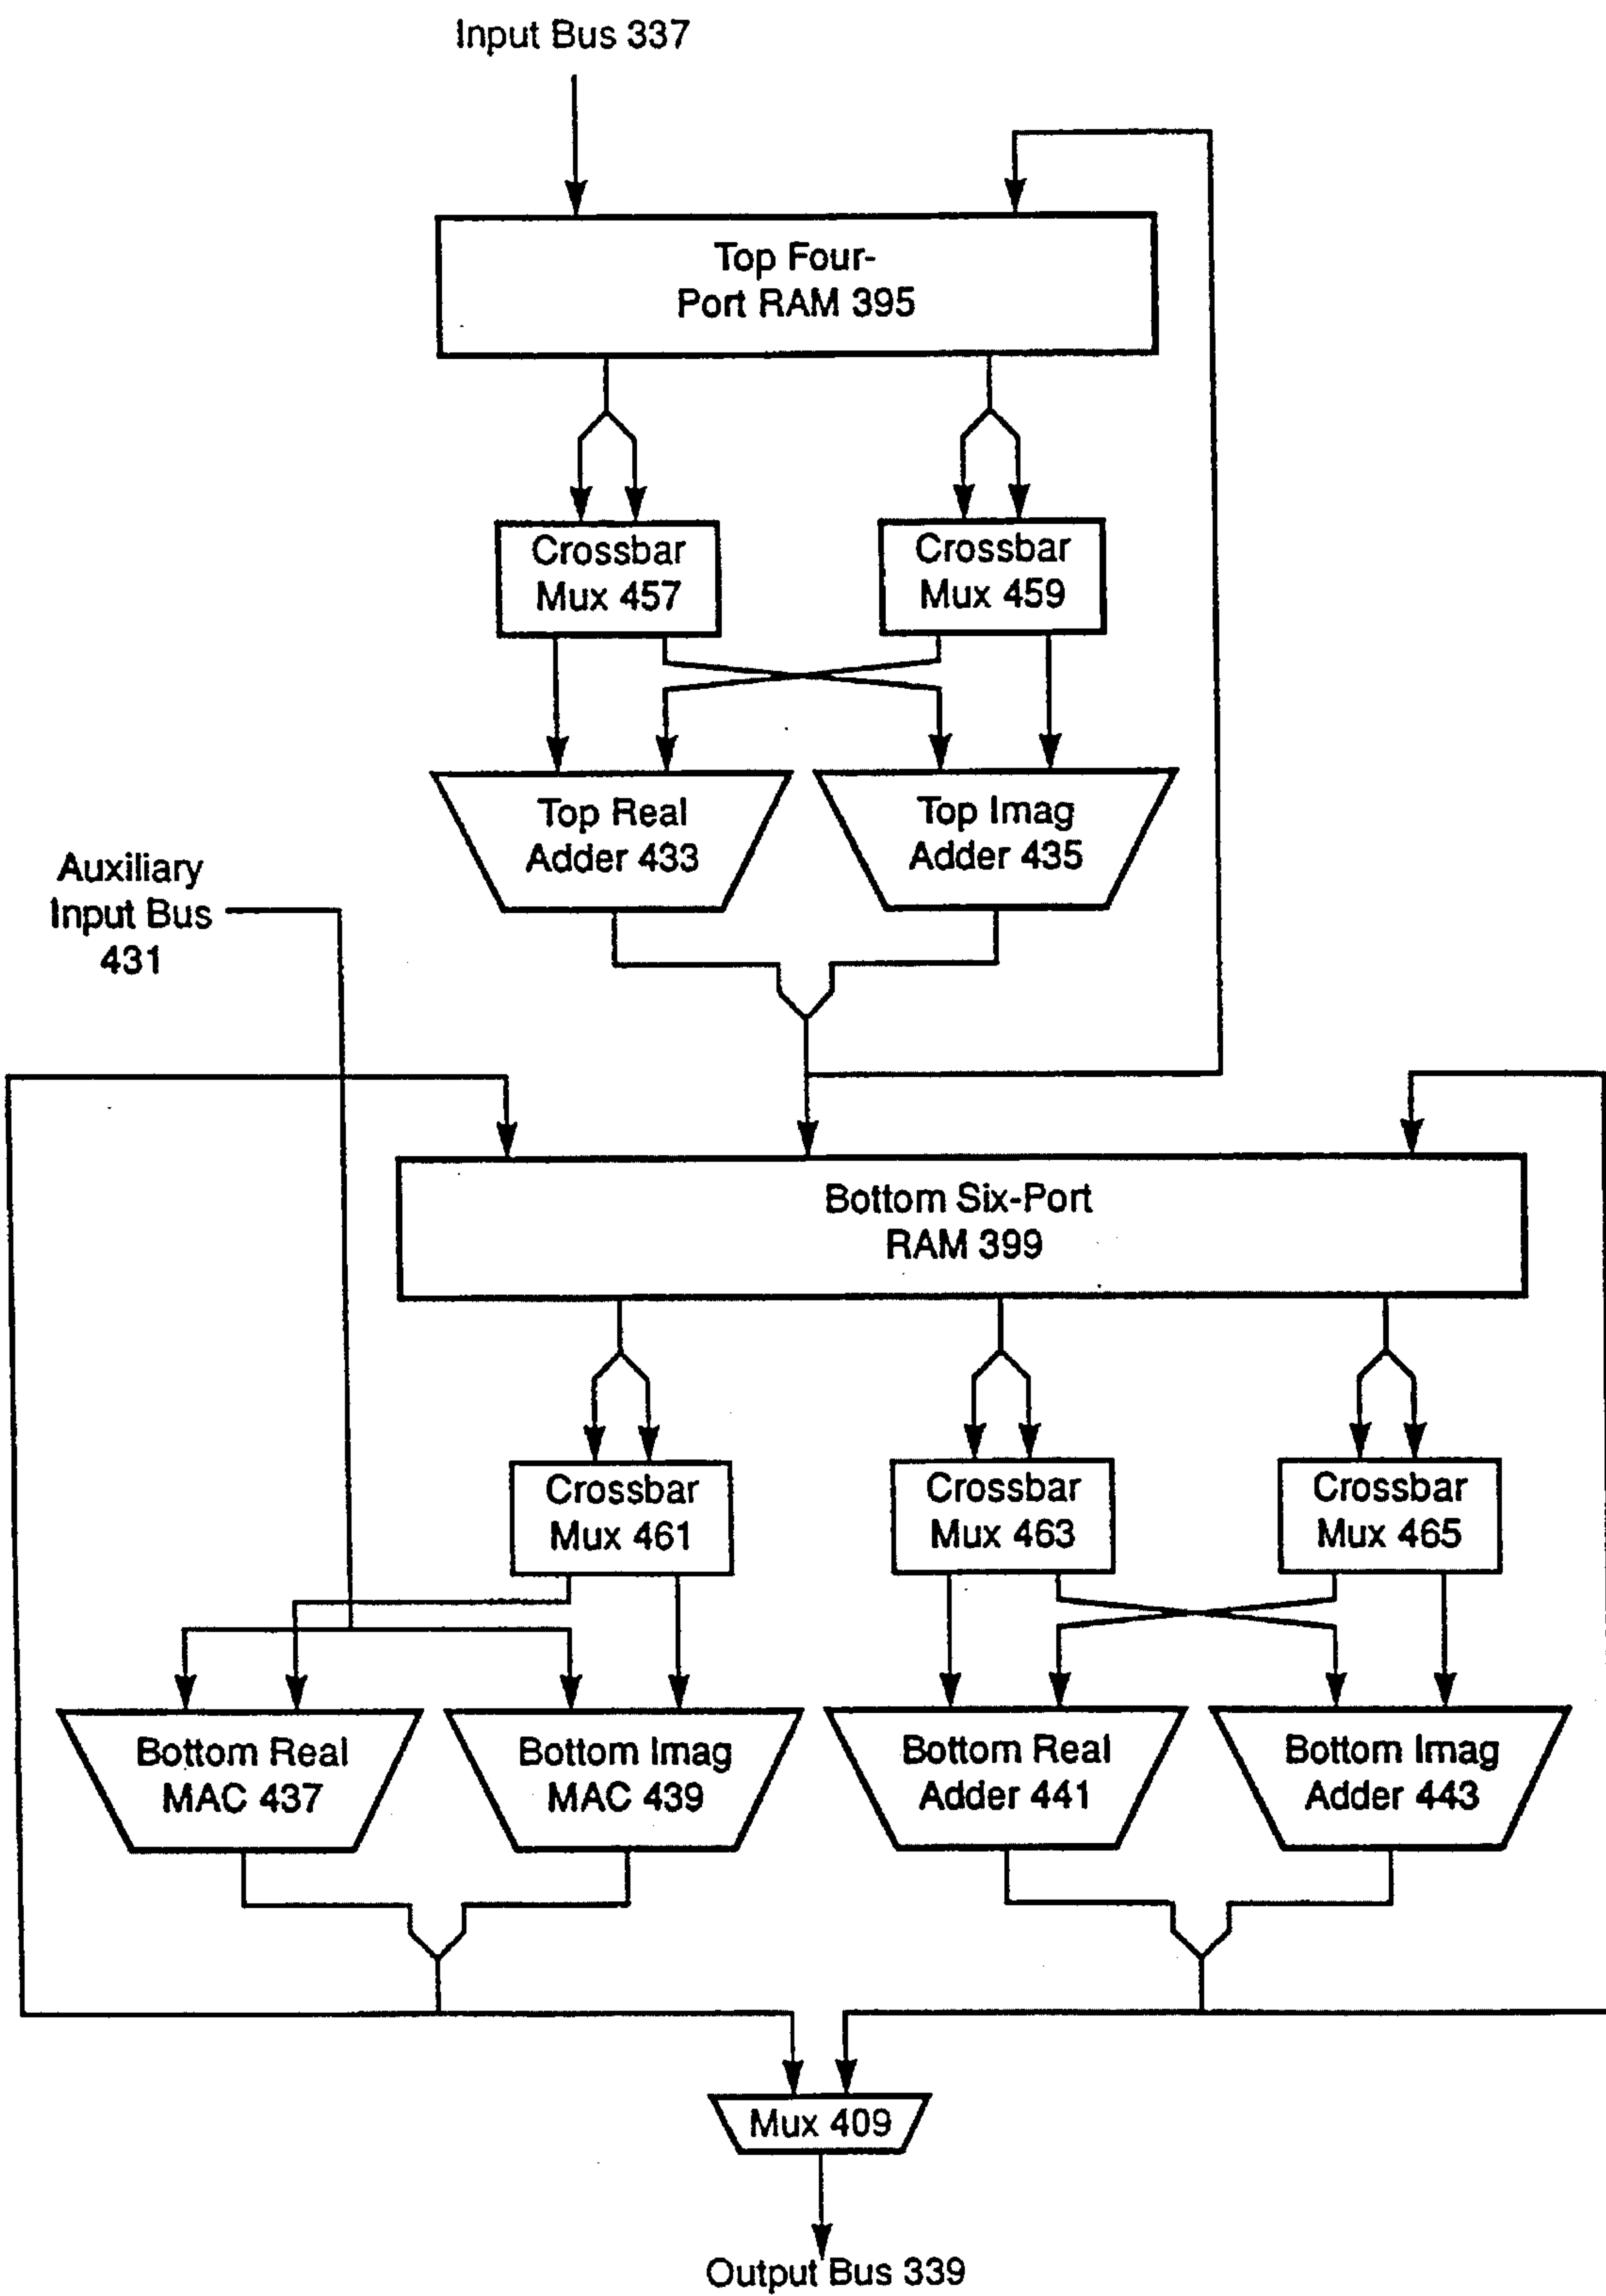 Input Bus 337
Top Four-
Port RAM 395
Crossbar
Mux 457
Crossbar
Mux 459
Top Real
Adder 433
Top Imag
Adder 435
Auxiliary
Input Bus
431
Bottom Six-Port
RAM 399
Crossbar
Mux 461
Crossbar
Mux 463
Crossbar
Mux 465
Bottom Real
MAC 437
Bottom Imag
MAC 439
Bottom Real
Adder 441
Bottom Imag
Adder 443
Mux 409
Output Bus 339